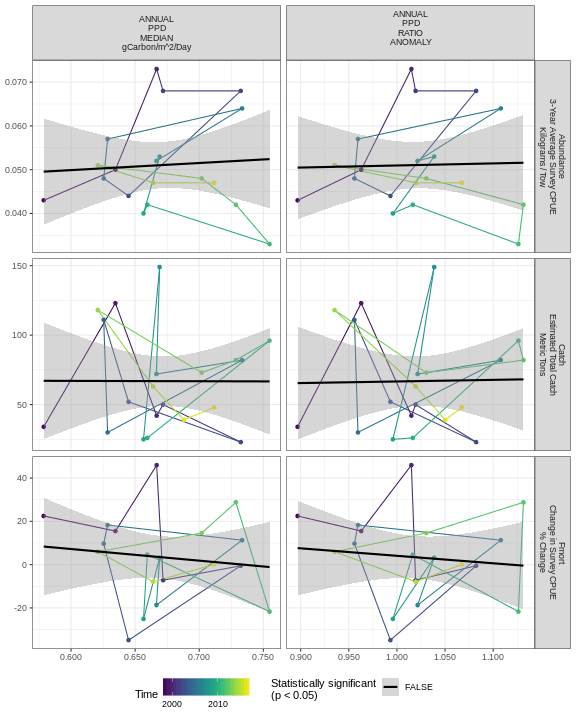 ANNUAL
PPD
MEDIAN
gCarbon/m^2/Day
ANNUAL
PPD
RATIO
ANOMALY
0.070
0.060
0.050
0.040
Abundance
3-Year Average Survey CPUE
Kilograms / Tow
150
100
50
Catch
Estimated Total Catch
Metric Tons
40
20
0
-20
Fmort
Change in Survey CPUE
% Change
0.600
0.650
0.700
0.750
0.900
0.950
1.000
1.050
1.100
Time
2000
2010
Statistically significant
(p < 0.05)
FALSE